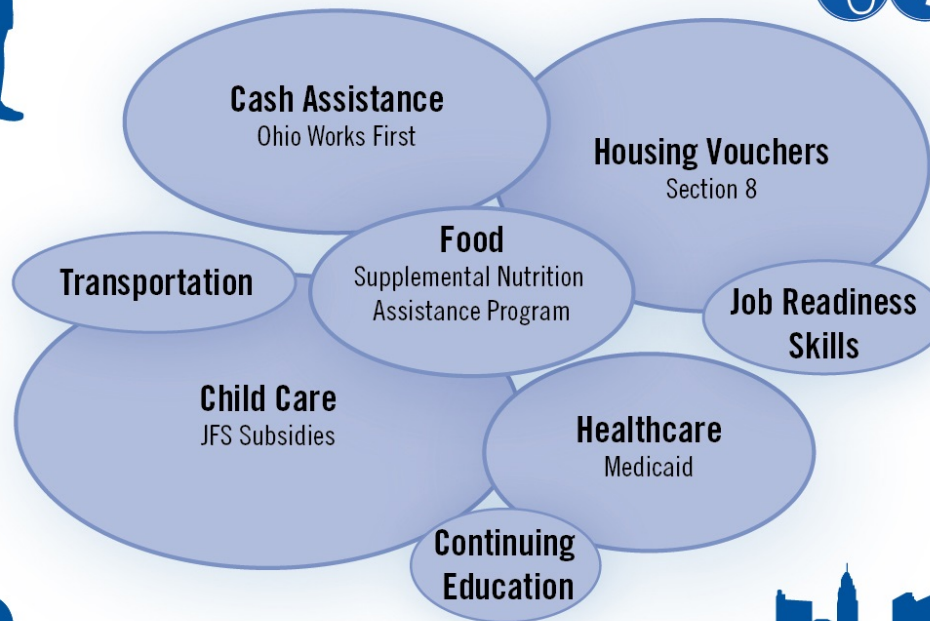 Cash Assistance
Ohio Works First
Housing Vouchers
Section 8
Food
Supplemental Nutrition
Assistance Program
Transportation
Job Readiness
Skills
Child Care
JFS Subsidies
Healthcare
Medicaid
Continuing
Education